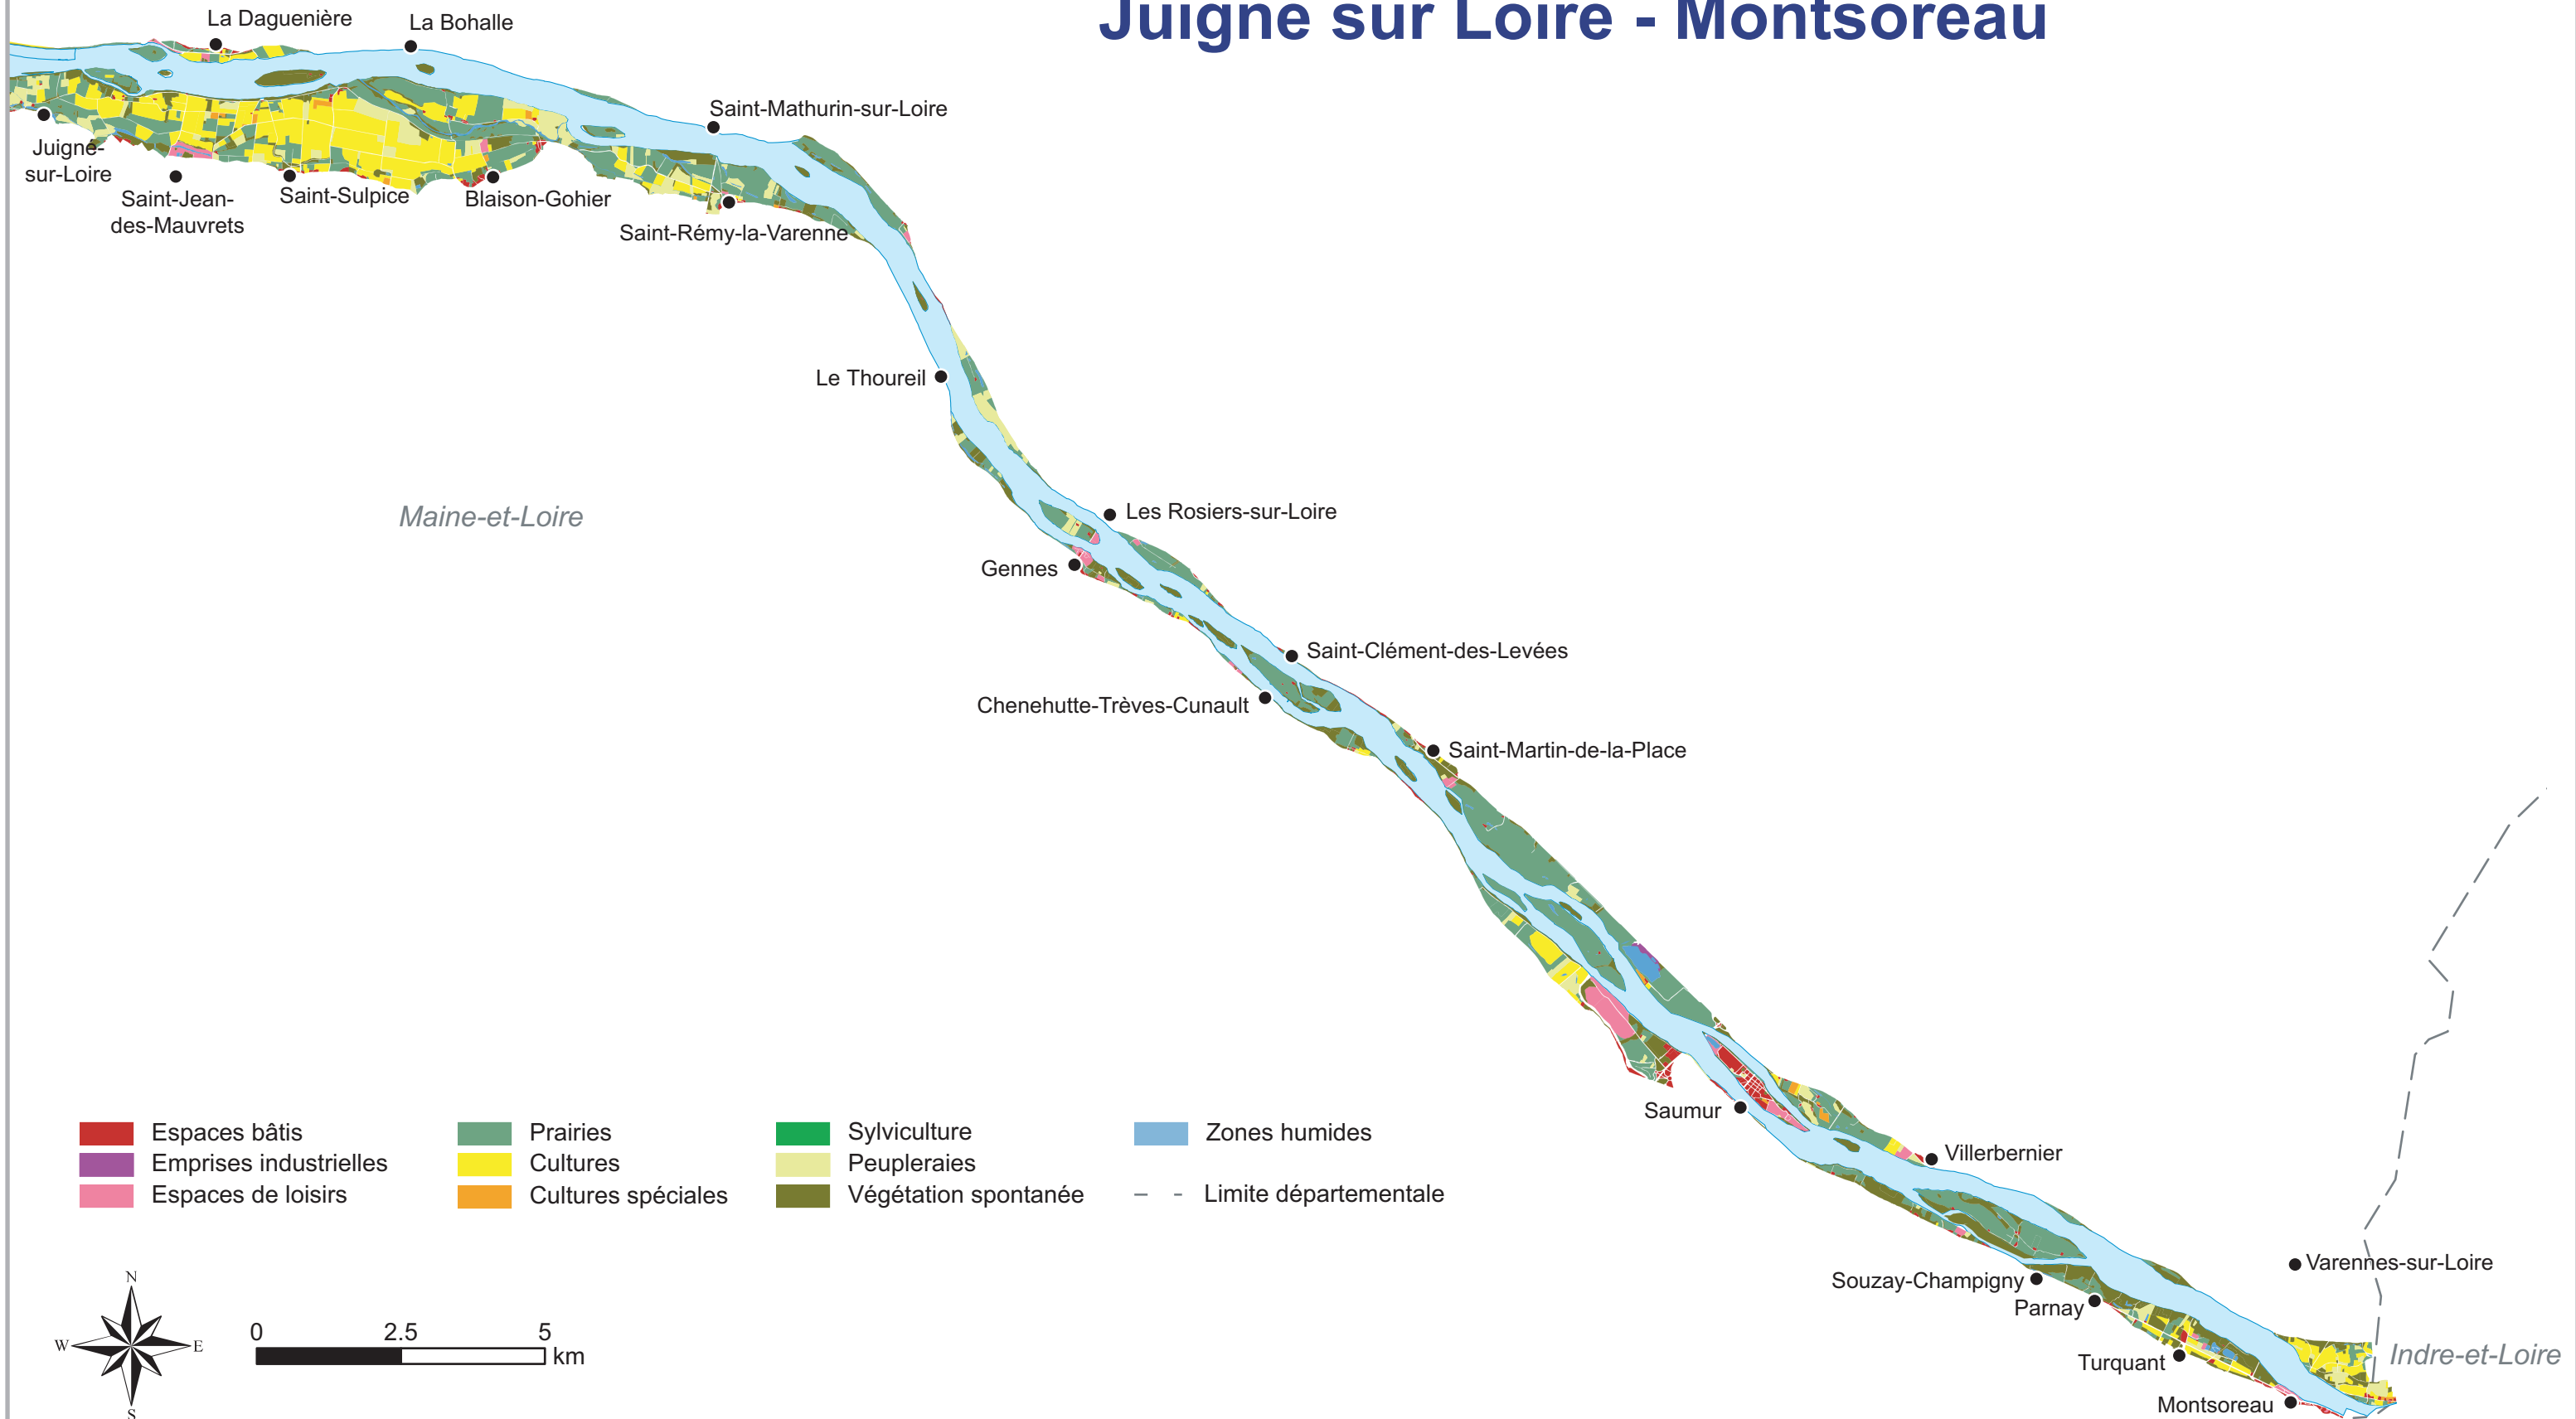 Juigné sur Loire - Montsoreau
La Daguenière
La Bohalle
Saint-Mathurin-sur-Loire
Juigné-
sur-Loire
Saint-Jean-
des-Mauvrets
Saint-Sulpice
Blaison-Gohier
Saint-Rémy-la-Varenne
Le Thoureil
Maine-et-Loire
Les Rosiers-sur-Loire
Gennes
Saint-Clément-des-Levées
Chenehutte-Trèves-Cunault
Saint-Martin-de-la-Place
Saumur
Villerbernier
Varennes-sur-Loire
Souzay-Champigny
Parnay
Turquant
Indre-et-Loire
Montsoreau
Espaces bâtis
Emprises industrielles
Espaces de loisirs
Prairies
Cultures
Cultures spéciales
Sylviculture
Peupleraies
Végétation spontanée
Zones humides
Limite départementale
N
W
E
S
0 2.5 5
km